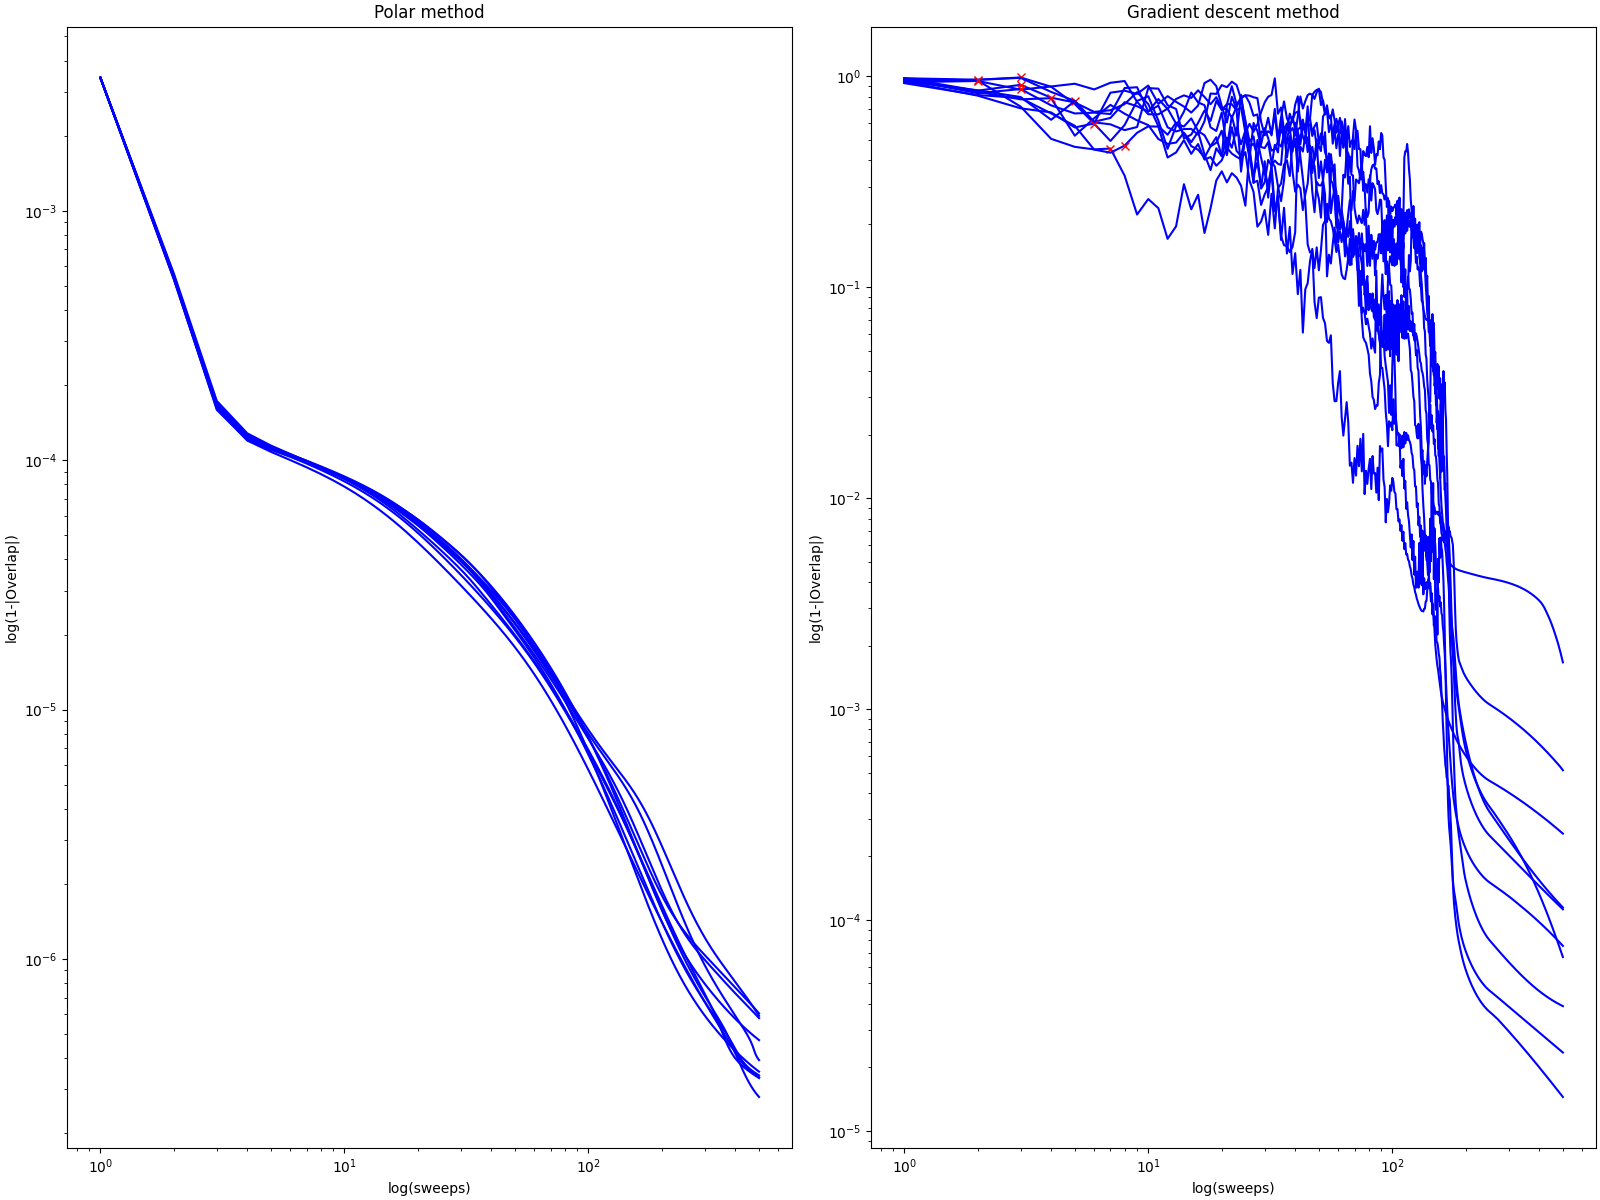 Polar method
log(1-|Overlap|)
10⁻³
10⁻⁴
10⁻⁵
10⁻⁶
10⁰
10¹
10²
log(sweeps)
Gradient descent method
log(1-|Overlap|)
10⁰
10⁻¹
10⁻²
10⁻³
10⁻⁴
10⁻⁵
10⁰
10¹
10²
log(sweeps)